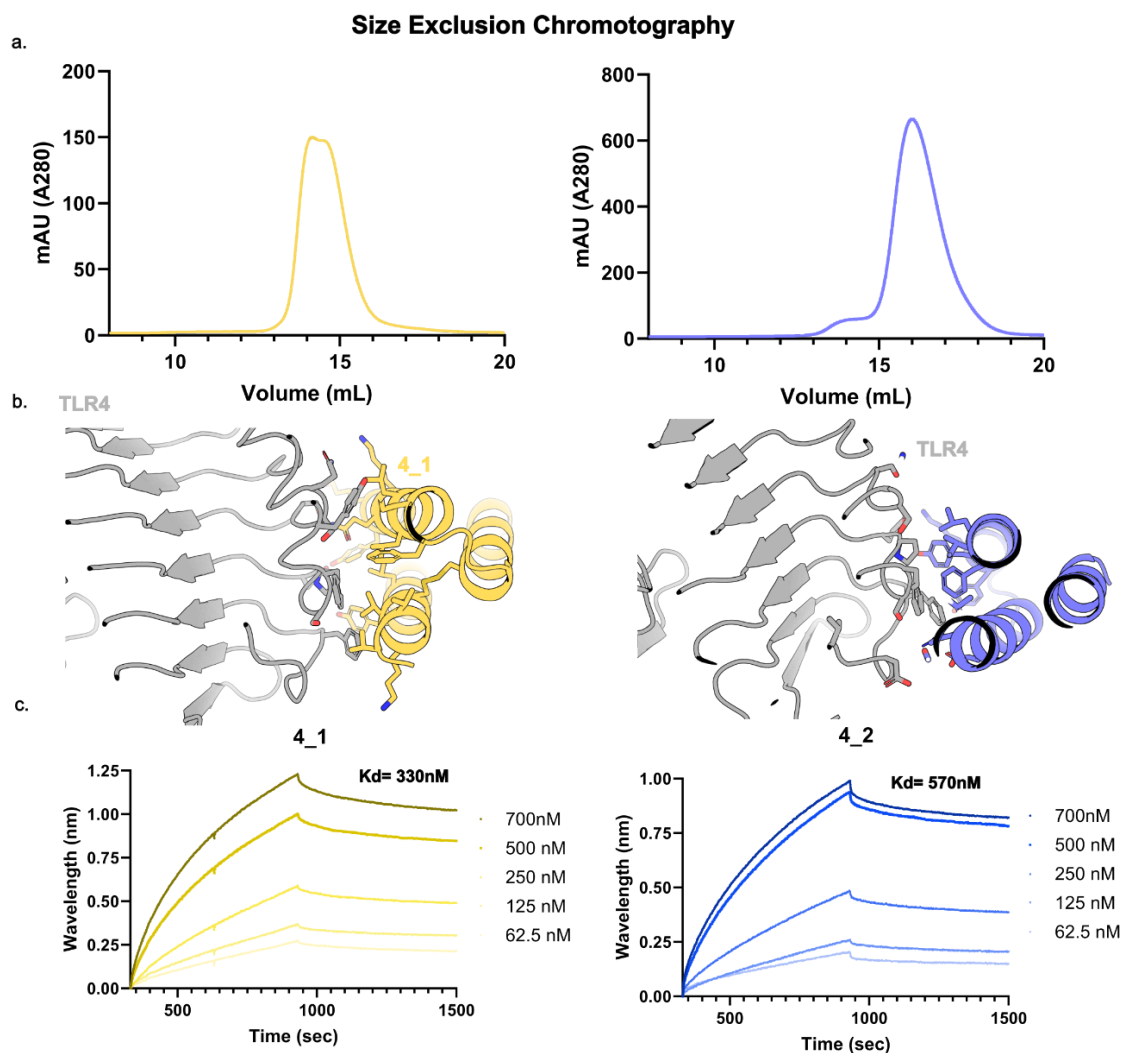 Size Exclusion Chromotography
a.
200
150
100
50
0
mAU (A280)
10
15
20
Volume (mL)
800
600
400
200
0
mAU (A280)
10
15
20
Volume (mL)
b.
TLR4
4_1
TLR4
c.
4_1
Kd= 330nM
1.25
1.00
0.75
0.50
0.25
0.00
Wavelength (nm)
500
1000
1500
Time (sec)
700nM
500 nM
250 nM
125 nM
62.5 nM
4_2
Kd= 570nM
1.00
0.75
0.50
0.25
0.00
Wavelength (nm)
500
1000
1500
Time (sec)
700nM
500 nM
250 nM
125 nM
62.5 nM